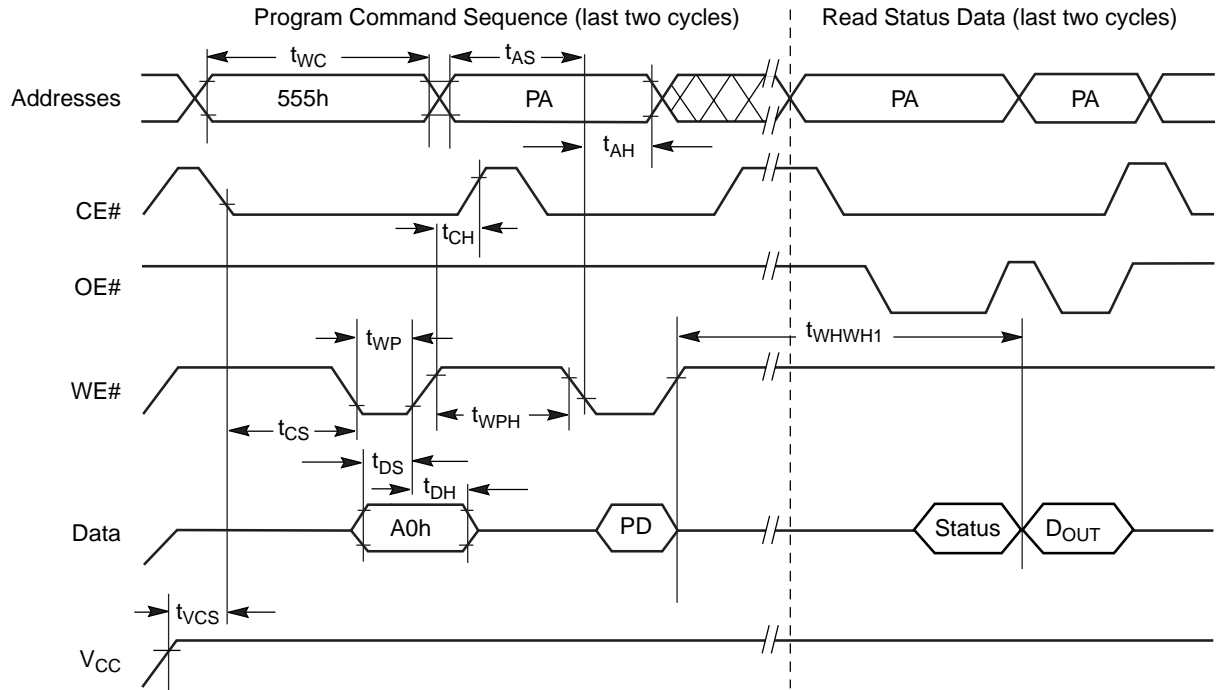 Program Command Sequence (last two cycles)
Read Status Data (last two cycles)
tWC
tAS
Addresses
555h
PA
PA
PA
tAH
CE#
tCH
OE#
tWP
tWHWH1
WE#
tWPH
tCS
tDS
tDH
Data
A0h
PD
Status
DOUT
tVCS
VCC